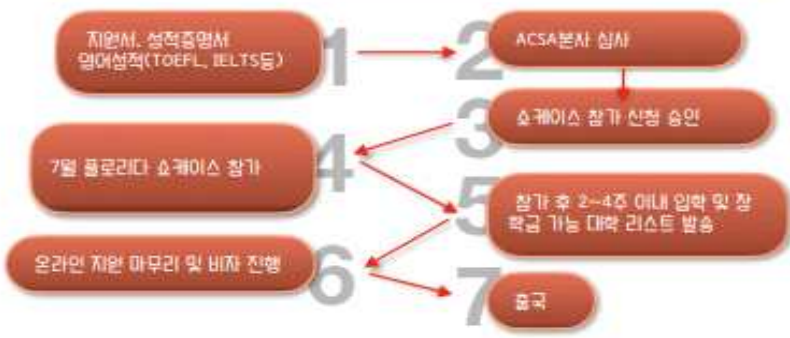 지원서, 성적증명서
영어성적(TOEFL, IELTS등)
1
2
ACSA본사 심사
3
쇼케이스 참가 신청 승인
4
7월 플로리다 쇼케이스 참가
5
참가 후 2~4주 이내 입학 및 장
학금 가능 대학 리스트 발송
6
온라인 지원 마무리 및 비자 진행
7
출국